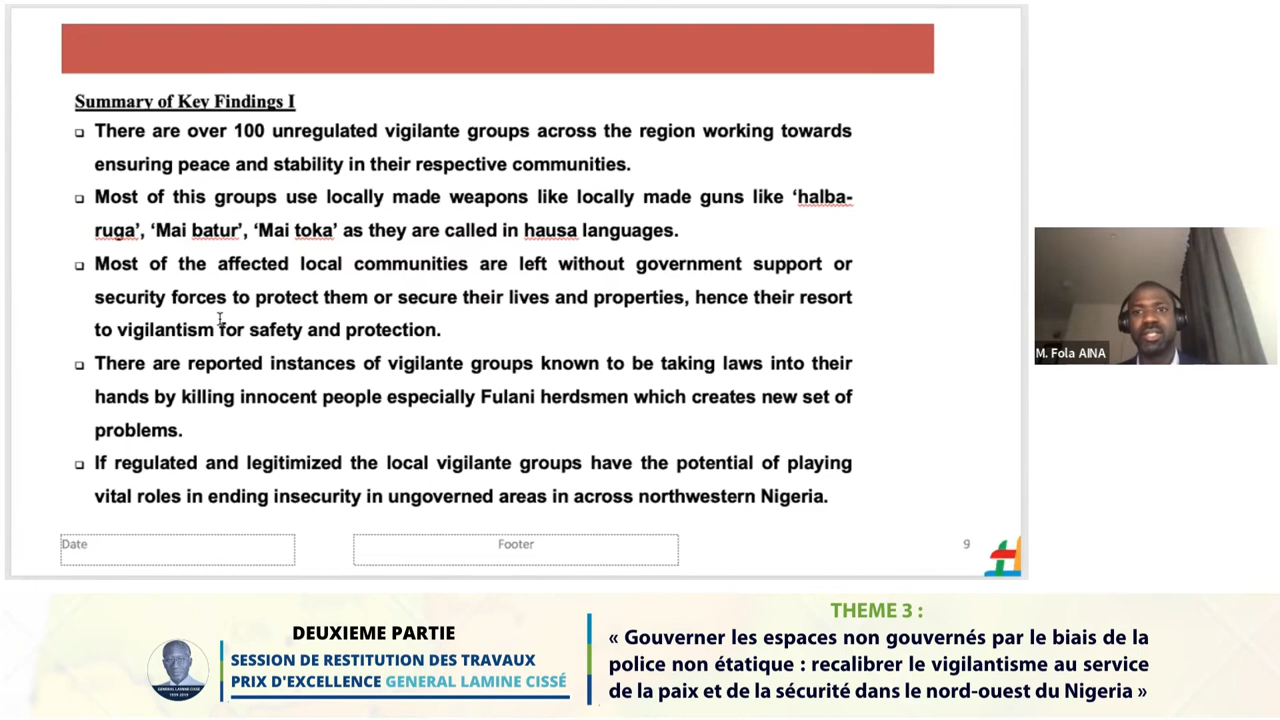 Summary of Key Findings I
There are over 100 unregulated vigilante groups across the region working towards
ensuring peace and stability in their respective communities.
Most of this groups use locally made weapons like locally made guns like ‘halba-
ruga’, ‘Mai batur’, ‘Mai toka’ as they are called in hausa languages.
Most of the affected local communities are left without government support or
security forces to protect them or secure their lives and properties, hence their resort
to vigilantism for safety and protection.
There are reported instances of vigilante groups known to be taking laws into their
hands by killing innocent people especially Fulani herdsmen which creates new set of
problems.
If regulated and legitimized the local vigilante groups have the potential of playing
vital roles in ending insecurity in ungoverned areas in across northwestern Nigeria.
Date
Footer
9
M. Fola AINA
DEUXIEME PARTIE
SESSION DE RESTITUTION DES TRAVAUX
PRIX D'EXCELLENCE GENERAL LAMINE CISSÉ
GENERAL LAMINE CISSÉ
THEME 3 :
« Gouverner les espaces non gouvernés par le biais de la
police non étatique : recalibrer le vigilantisme au service
de la paix et de la sécurité dans le nord-ouest du Nigeria »